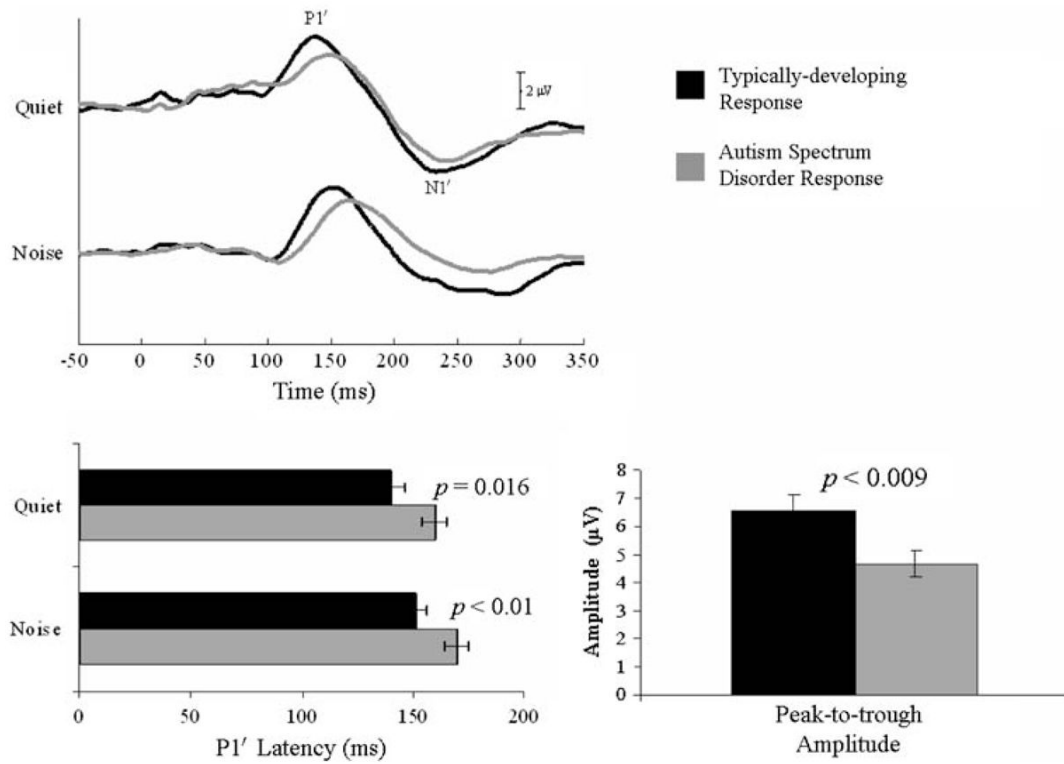 P1′
Quiet
2 µV
N1′
Noise
-50 0 50 100 150 200 250 300 350
Time (ms)
Typically-developing
Response
Autism Spectrum
Disorder Response
Quiet
p = 0.016
Noise
p < 0.01
0 50 100 150 200
P1′ Latency (ms)
8
7
6
5
4
3
2
1
0
Amplitude (µV)
p < 0.009
Peak-to-trough
Amplitude